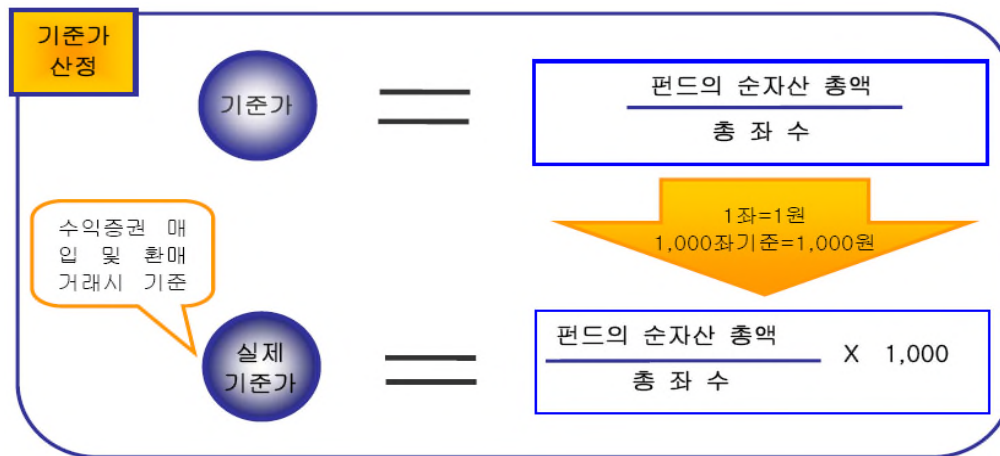 기준가
산정
기준가
펀드의 순자산 총액
총 좌 수
1좌=1원
1,000좌기준=1,000원
수익증권 매
입 및 환매
거래시 기준
실제
기준가
펀드의 순자산 총액
총 좌 수
X 1,000